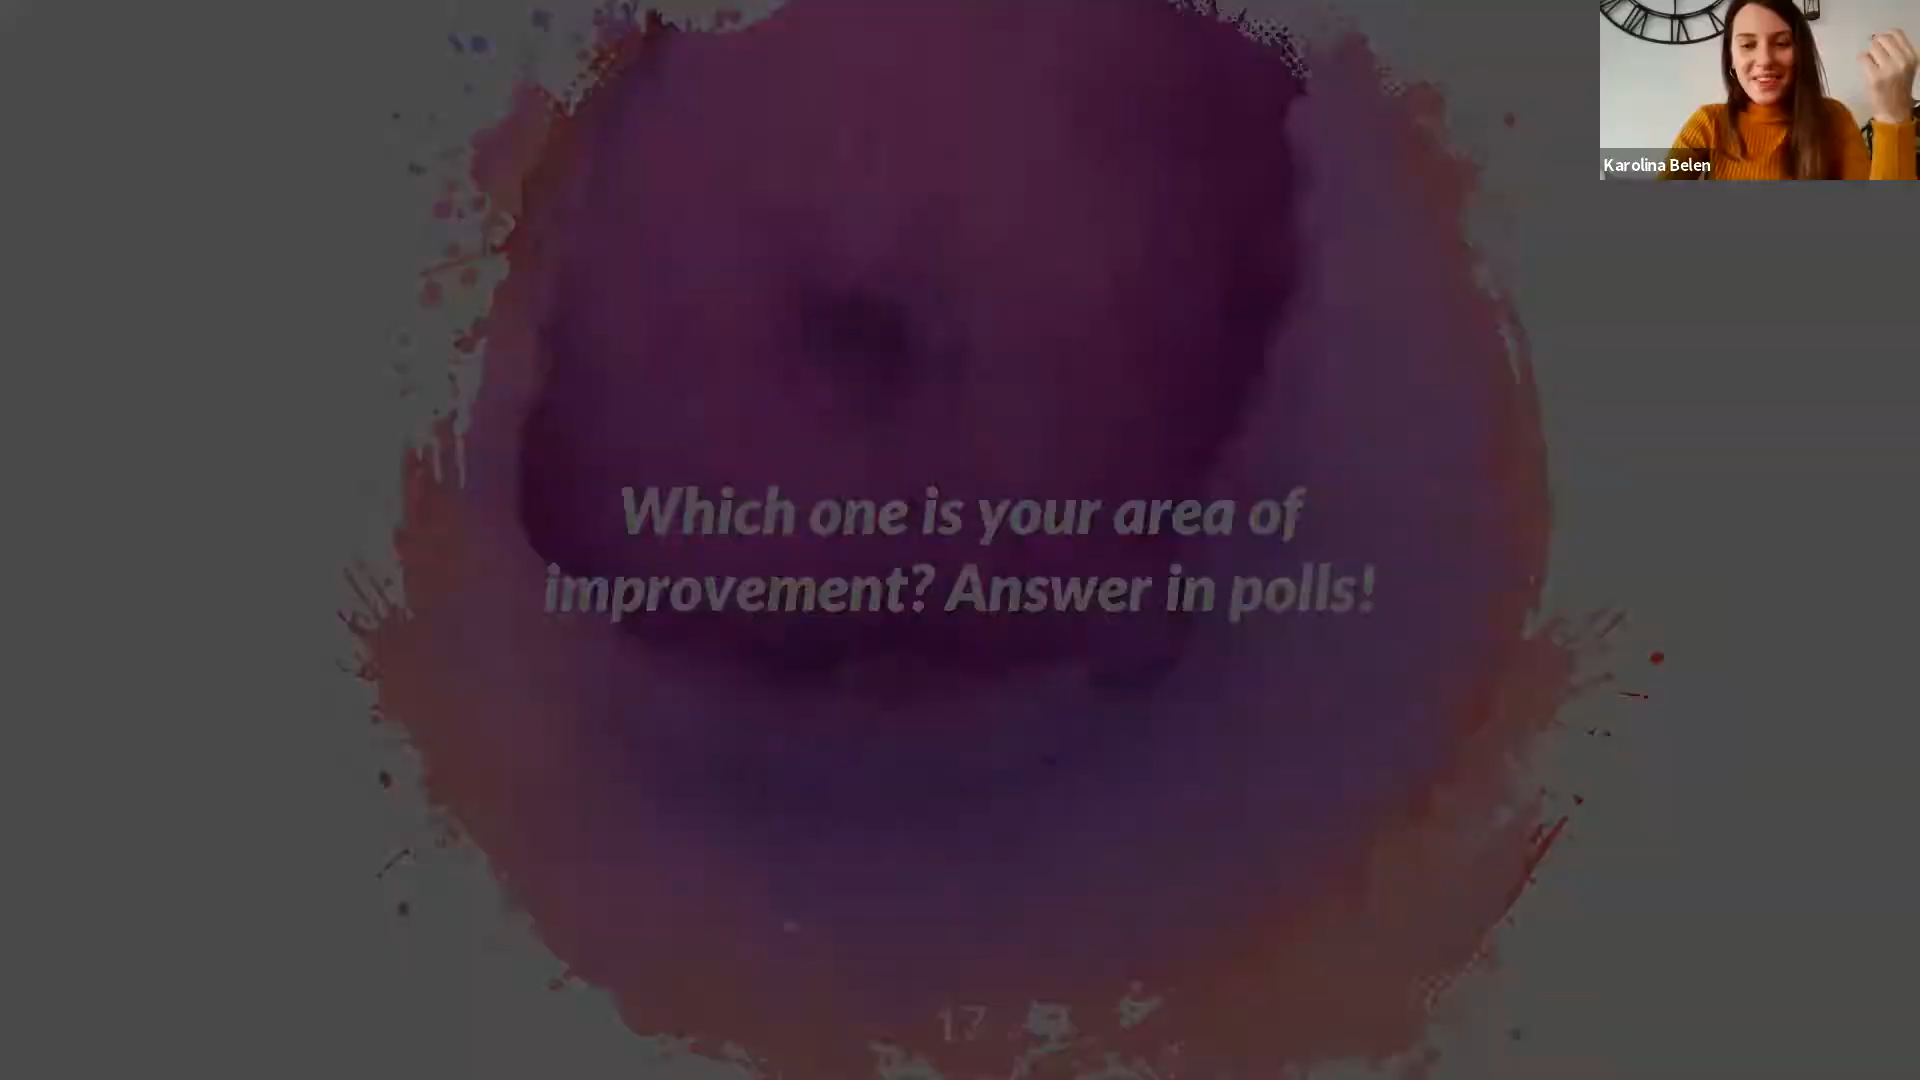 Karolina Belen
Which one is your area of
improvement? Answer in polls!
17